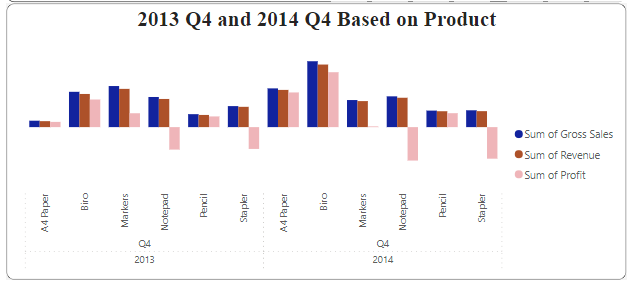 2013 Q4 and 2014 Q4 Based on Product
Sum of Gross Sales
Sum of Revenue
Sum of Profit
A4 Paper
Biro
Markers
Notepad
Pencil
Stapler
A4 Paper
Biro
Markers
Notepad
Pencil
Stapler
Q4
Q4
2013
2014